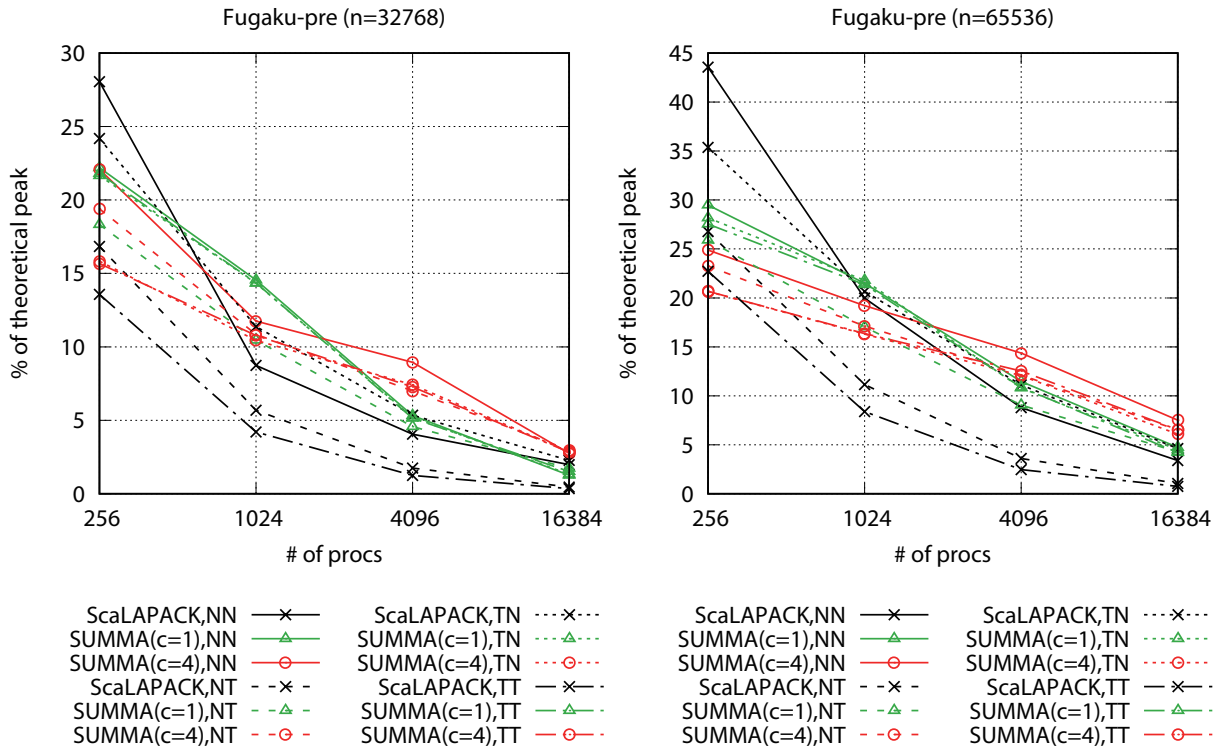 Fugaku-pre (n=32768)
% of theoretical peak
30
25
20
15
10
5
0
256
1024
4096
16384
# of procs
ScaLAPACK,NN
SUMMA(c=1),NN
SUMMA(c=4),NN
ScaLAPACK,NT
SUMMA(c=1),NT
SUMMA(c=4),NT
ScaLAPACK,TN
SUMMA(c=1),TN
SUMMA(c=4),TN
ScaLAPACK,TT
SUMMA(c=1),TT
SUMMA(c=4),TT
Fugaku-pre (n=65536)
% of theoretical peak
45
40
35
30
25
20
15
10
5
0
256
1024
4096
16384
# of procs
ScaLAPACK,NN
SUMMA(c=1),NN
SUMMA(c=4),NN
ScaLAPACK,NT
SUMMA(c=1),NT
SUMMA(c=4),NT
ScaLAPACK,TN
SUMMA(c=1),TN
SUMMA(c=4),TN
ScaLAPACK,TT
SUMMA(c=1),TT
SUMMA(c=4),TT